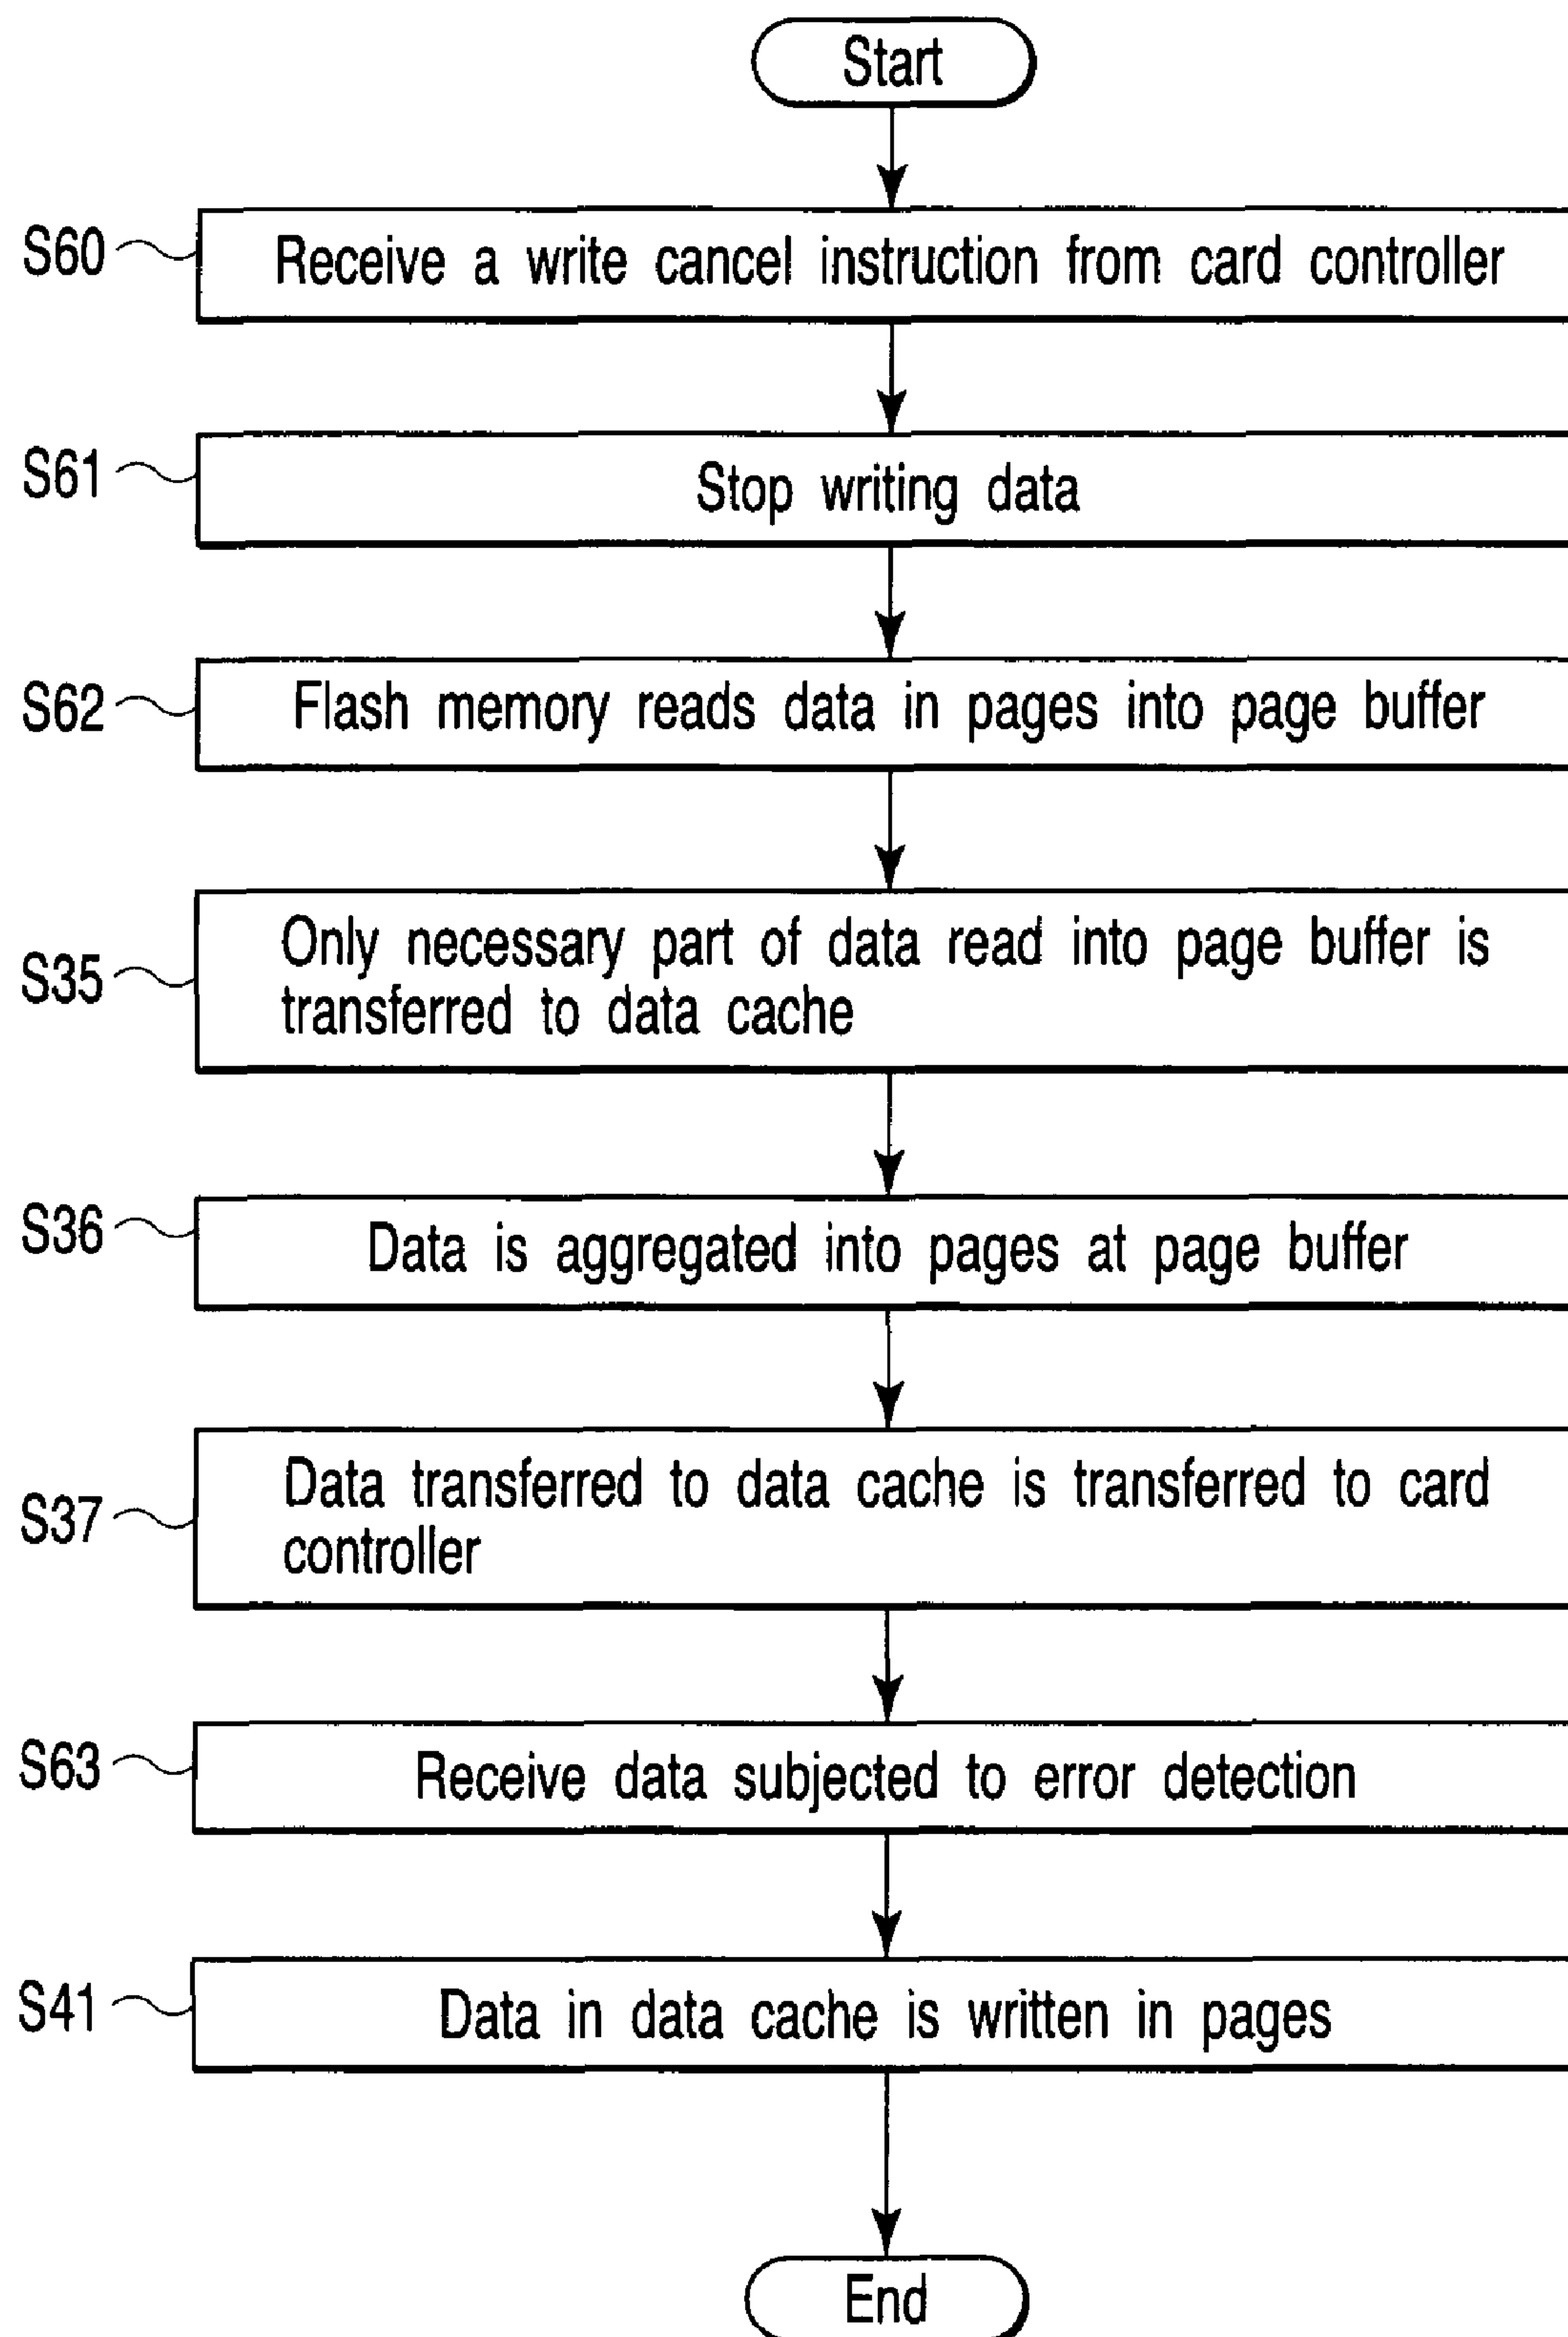 Start
S60
Receive a write cancel instruction from card controller
S61
Stop writing data
S62
Flash memory reads data in pages into page buffer
S35
Only necessary part of data read into page buffer is
transferred to data cache
S36
Data is aggregated into pages at page buffer
S37
Data transferred to data cache is transferred to card
controller
S63
Receive data subjected to error detection
S41
Data in data cache is written in pages
End